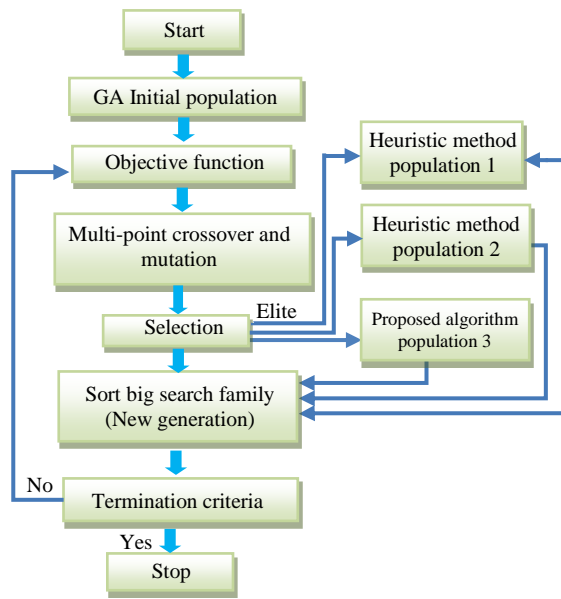 Start
GA Initial population
Objective function
Multi-point crossover and
mutation
Elite
Selection
Sort big search family
(New generation)
No
Termination criteria
Yes
Stop
Heuristic method
population 1
Heuristic method
population 2
Proposed algorithm
population 3